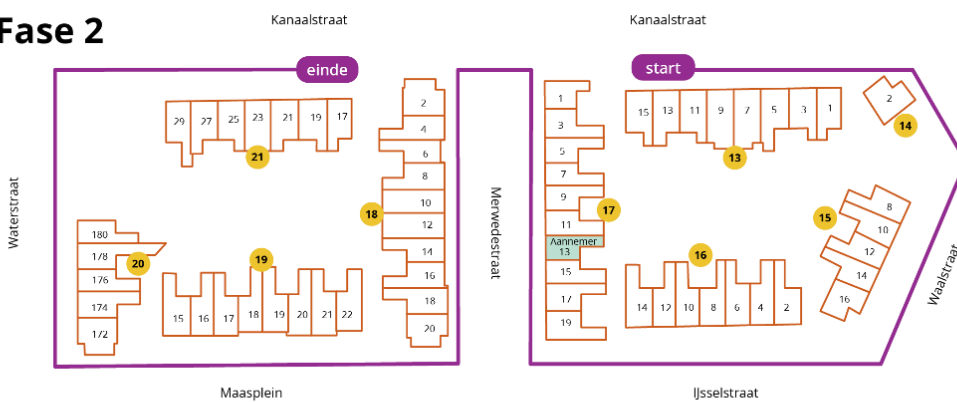 Kanaalstraat
Kanaalstraat
Fase 2
einde
start
29 27 25 23 21 19 17
21
2
4
6
8
10
12
14
16
18
20
18
1
3
5
7
9
11
Aannemer
13
15
17
19
17
15 13 11 9 7 5 3 1
13
2
14
8
10
12
14
16
15
16
14 12 10 8 6 4 2
Waterstraat
180
178
176
174
172
20
19
15 16 17 18 19 20 21 22
Merwedestraat
Waalstraat
Maasplein
IJsselstraat